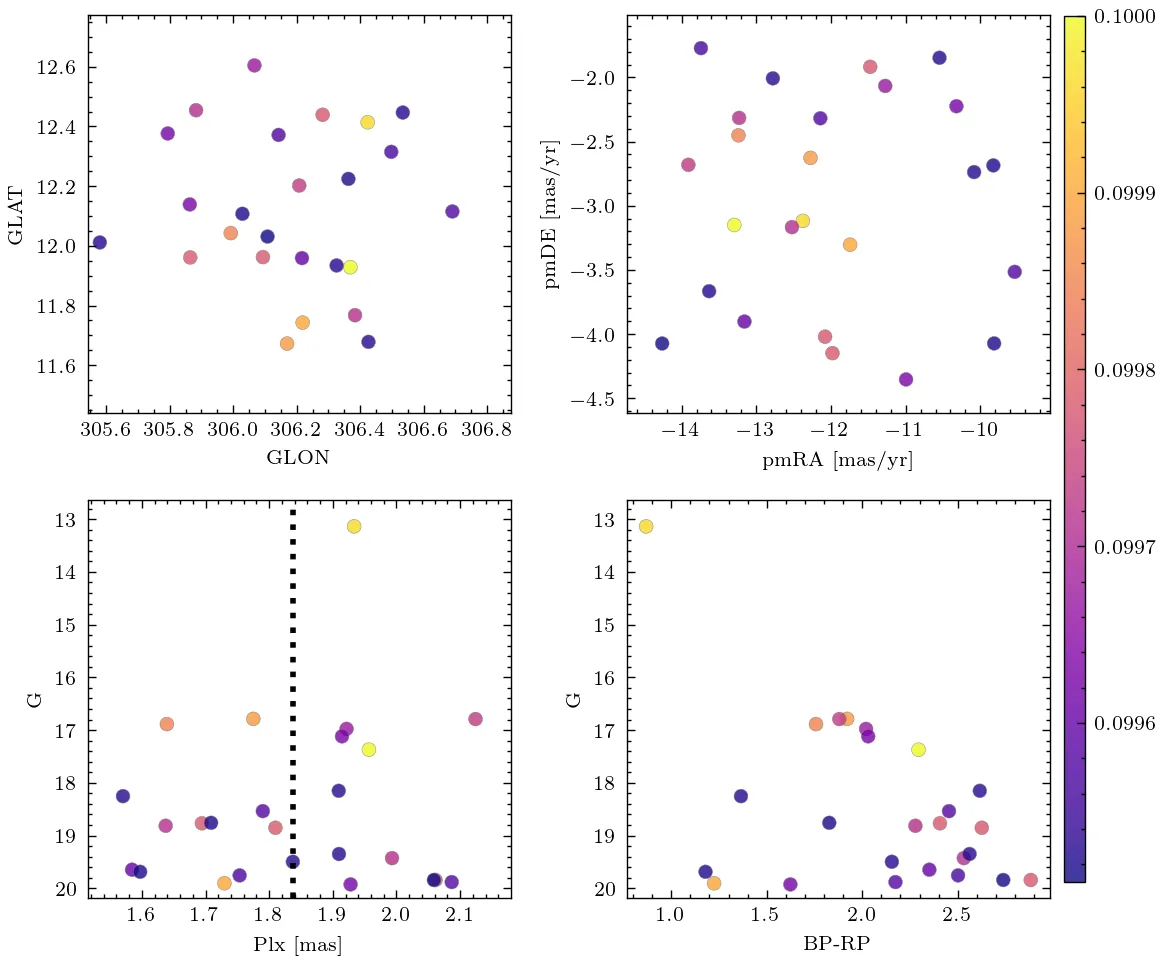 12.6
12.4
12.2
12.0
11.8
11.6
GLAT
305.6 305.8 306.0 306.2 306.4 306.6 306.8
GLON
−2.0
−2.5
−3.0
−3.5
−4.0
−4.5
pmDE [mas/yr]
−14 −13 −12 −11 −10
pmRA [mas/yr]
0.1000
0.0999
0.0998
0.0997
0.0996
13
14
15
16
17
18
19
20
G
1.6 1.7 1.8 1.9 2.0 2.1
Plx [mas]
13
14
15
16
17
18
19
20
G
1.0 1.5 2.0 2.5
BP-RP